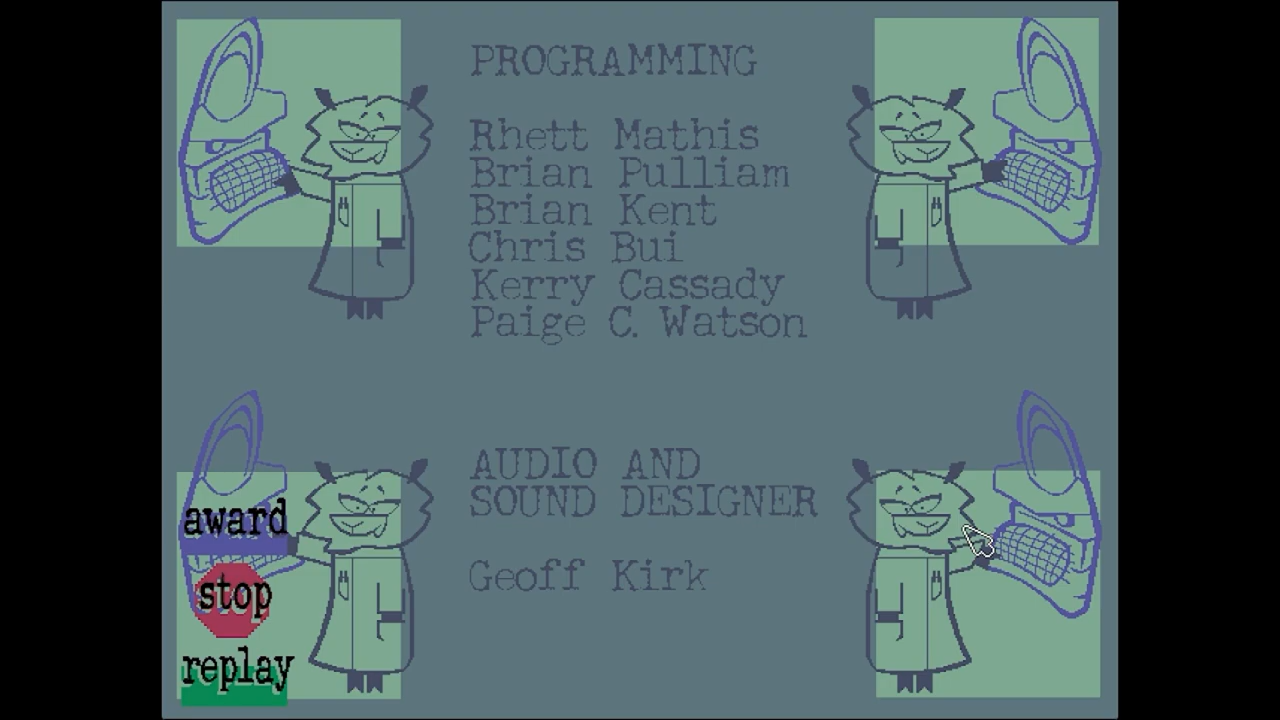 PROGRAMMING
Rhett Mathis
Brian Pulliam
Brian Kent
Chris Bui
Kerry Cassady
Paige C. Watson
AUDIO AND
SOUND DESIGNER
Geoff Kirk
award
stop
replay